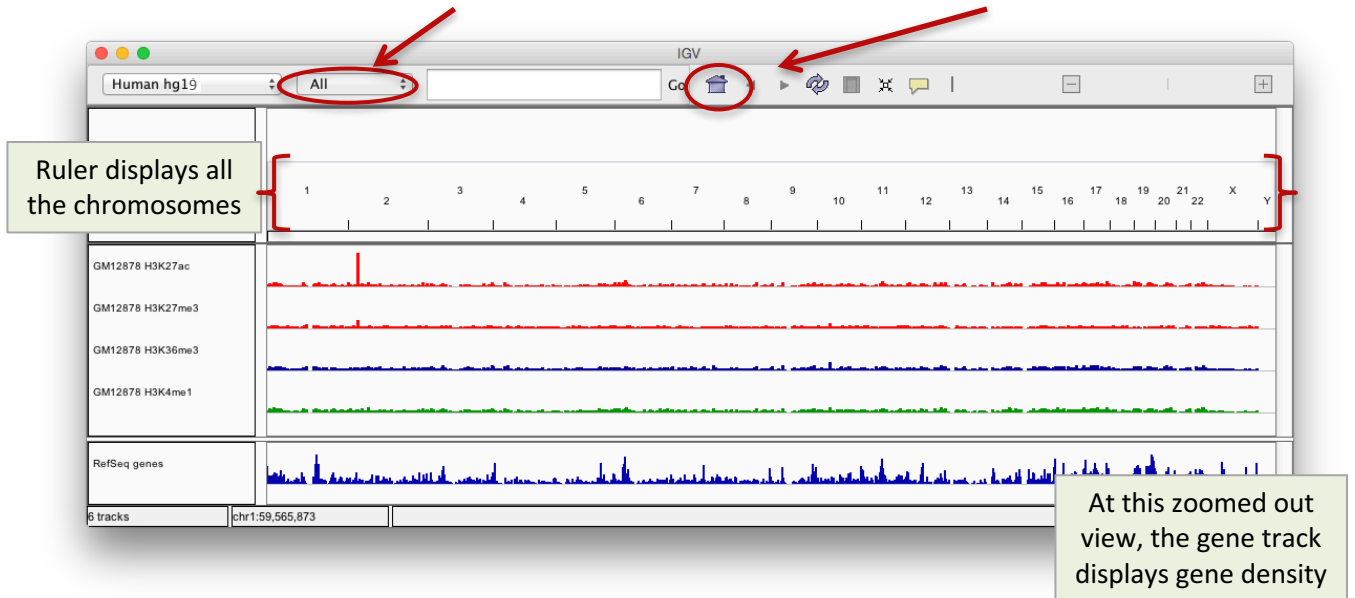 IGV
Human hg19 All Go
Ruler displays all
the chromosomes
1 2 3 4 5 6 7 8 9 10 11 12 13 14 15 16 17 18 19 20 21 22 X Y
GM12878 H3K27ac
GM12878 H3K27me3
GM12878 H3K36me3
GM12878 H3K4me1
RefSeq genes
6 tracks chr1:59,565,873
At this zoomed out
view, the gene track
displays gene density